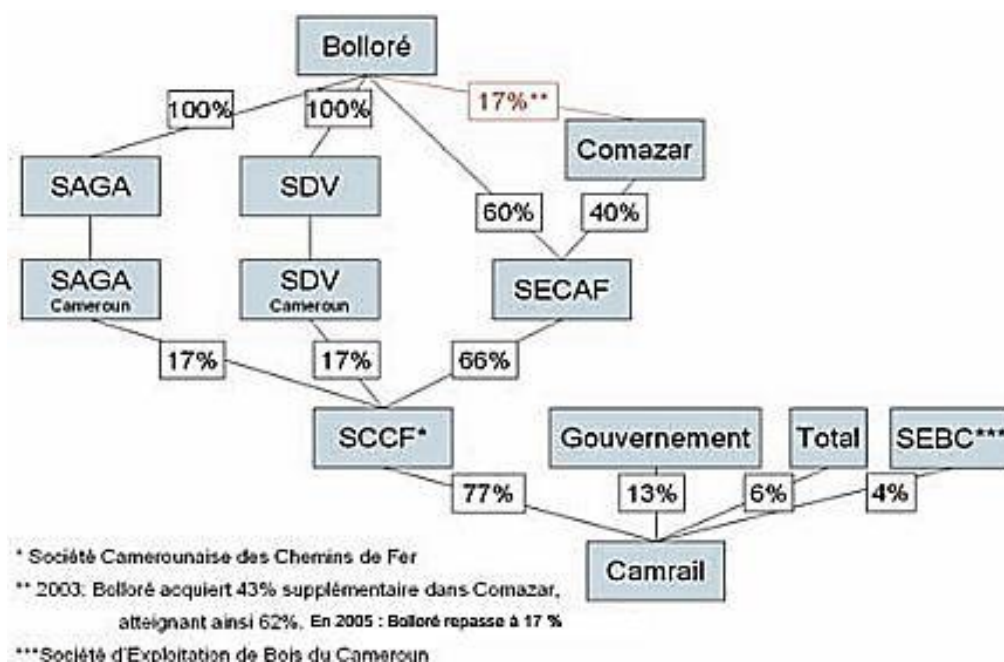 Bolloré
100%
100%
17%**
Comazar
SAGA
SDV
60%
40%
SAGA
Cameroun
SDV
Cameroun
SECAF
17%
17%
66%
SCCF*
Gouvernement
Total
SEBC***
77%
13%
6%
4%
Camrail
* Société Camerounaise des Chemins de Fer
** 2003: Bolloré acquiert 43% supplémentaire dans Comazar,
atteignant ainsi 62%. En 2005 : Bolloré repasse à 17 %
***Société d'Exploitation de Bois du Cameroun